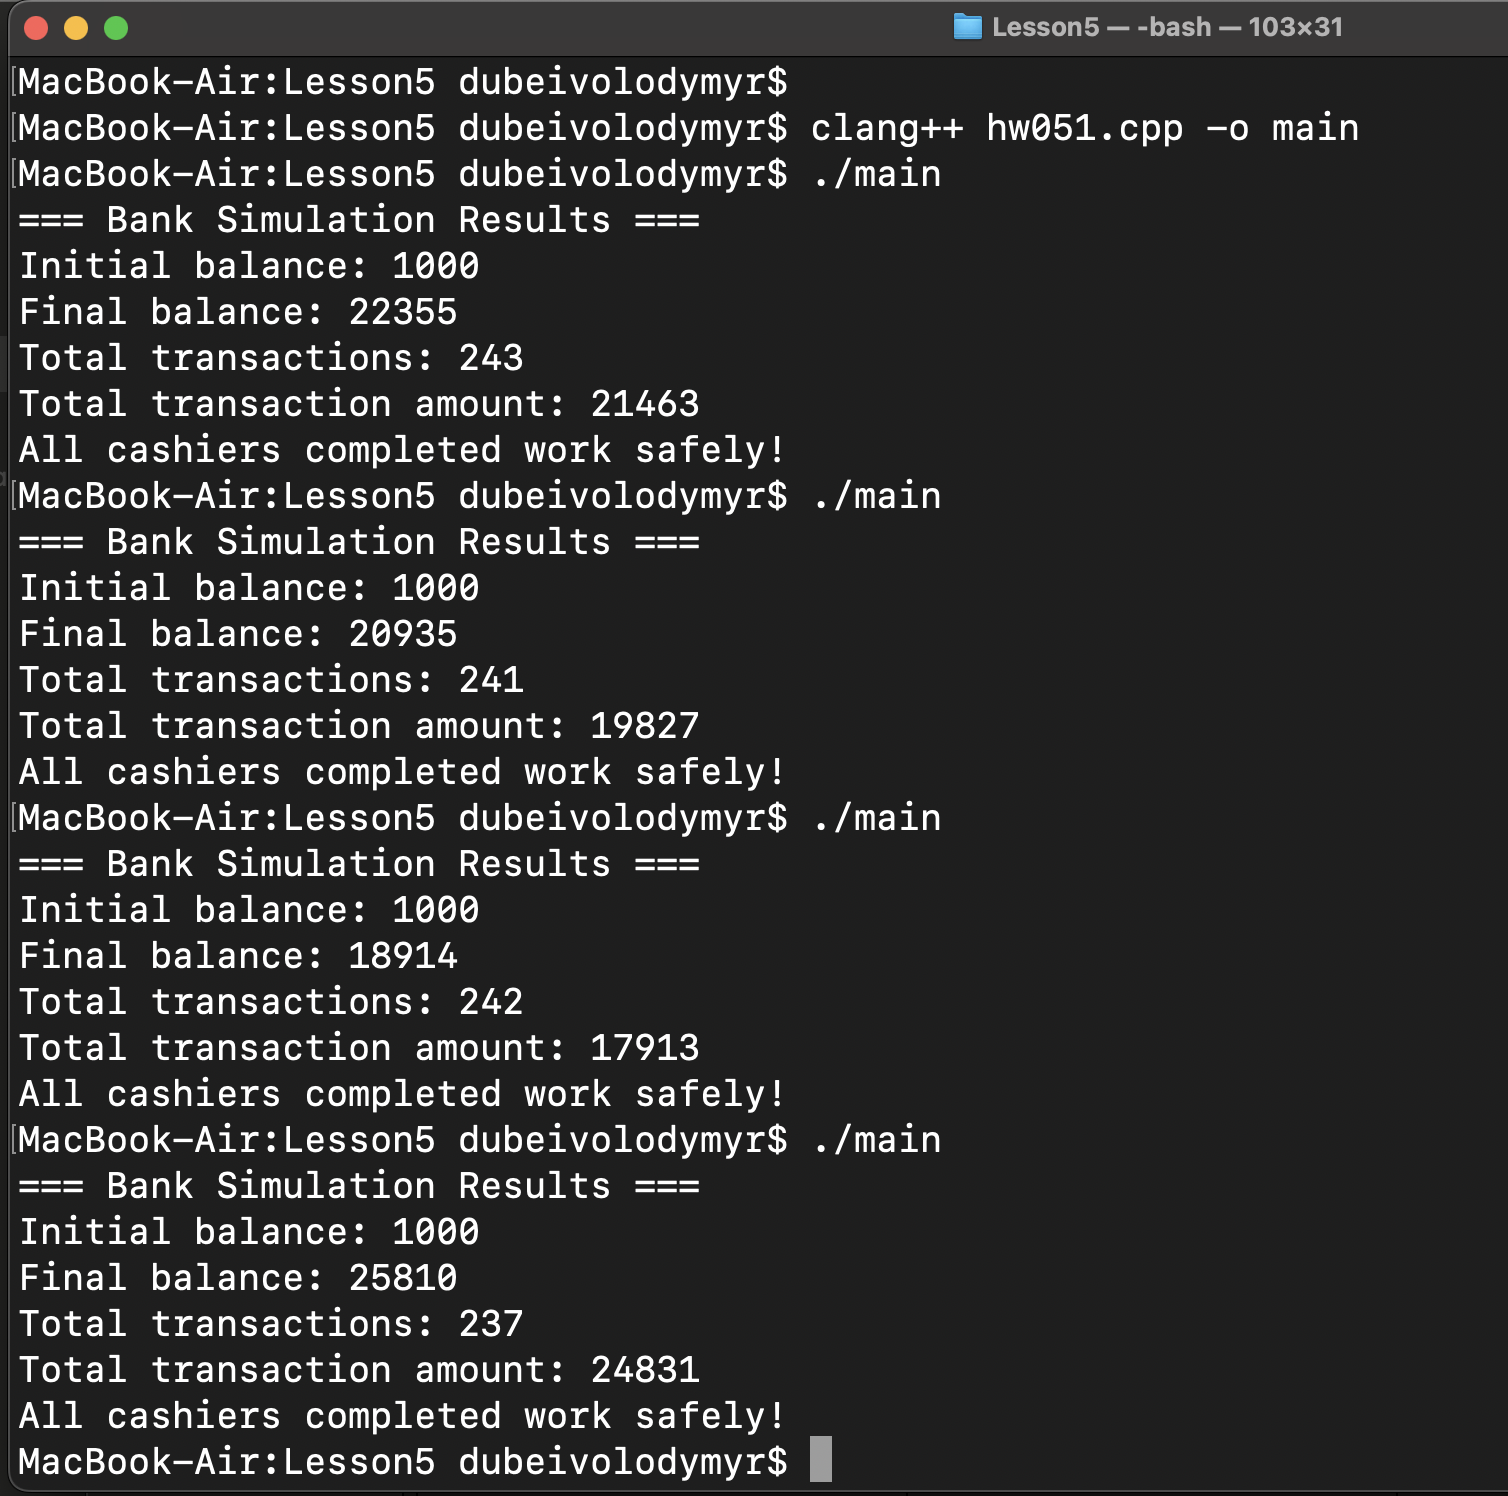 Lesson5 — -bash — 103×31
MacBook-Air:Lesson5 dubeivolodymyr$
MacBook-Air:Lesson5 dubeivolodymyr$ clang++ hw051.cpp -o main
MacBook-Air:Lesson5 dubeivolodymyr$ ./main
=== Bank Simulation Results ===
Initial balance: 1000
Final balance: 22355
Total transactions: 243
Total transaction amount: 21463
All cashiers completed work safely!
MacBook-Air:Lesson5 dubeivolodymyr$ ./main
=== Bank Simulation Results ===
Initial balance: 1000
Final balance: 20935
Total transactions: 241
Total transaction amount: 19827
All cashiers completed work safely!
MacBook-Air:Lesson5 dubeivolodymyr$ ./main
=== Bank Simulation Results ===
Initial balance: 1000
Final balance: 18914
Total transactions: 242
Total transaction amount: 17913
All cashiers completed work safely!
MacBook-Air:Lesson5 dubeivolodymyr$ ./main
=== Bank Simulation Results ===
Initial balance: 1000
Final balance: 25810
Total transactions: 237
Total transaction amount: 24831
All cashiers completed work safely!
MacBook-Air:Lesson5 dubeivolodymyr$